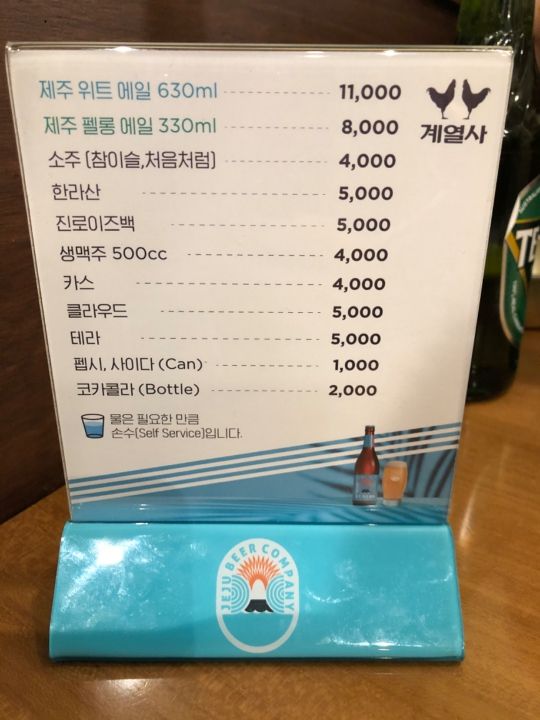 제주 위트 에일 630ml 11,000
제주 펠롱 에일 330ml 8,000
소주 (참이슬,처음처럼) 4,000
한라산 5,000
진로이즈백 5,000
생맥주 500cc 4,000
카스 4,000
클라우드 5,000
테라 5,000
펩시, 사이다 (Can) 1,000
코카콜라 (Bottle) 2,000
계열사
물은 필요한 만큼
손수(Self Service)입니다.
JEJU BEER COMPANY